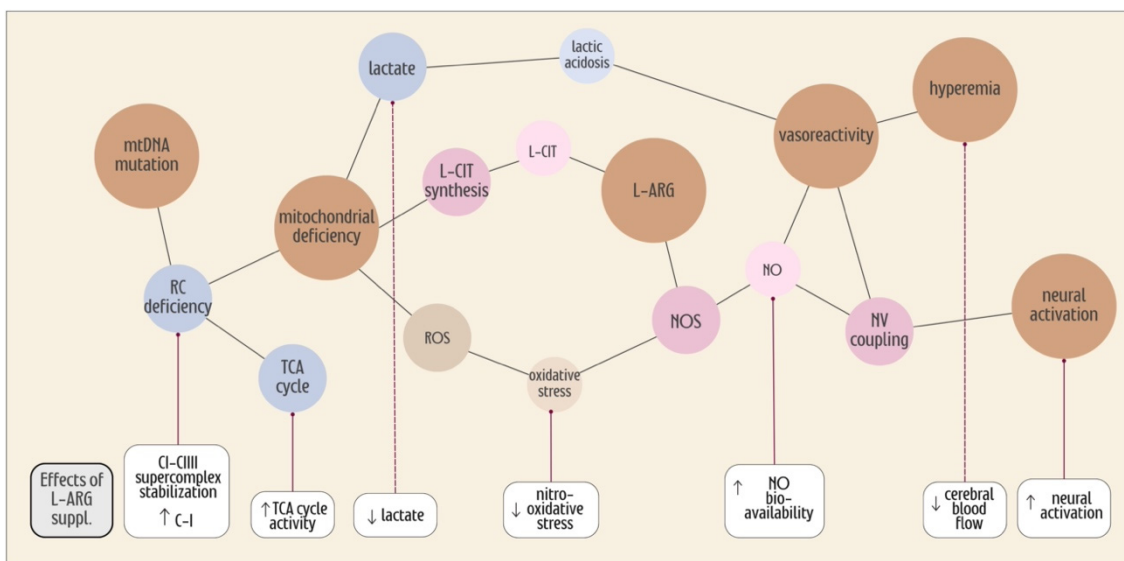 lactate
lactic
acidosis
hyperemia
vasoreactivity
mtDNA
mutation
L-CIT
L-CIT
synthesis
L-ARG
mitochondrial
deficiency
NO
RC
deficiency
neural
activation
NOS
NV
coupling
ROS
TCA
cycle
oxidative
stress
Effects of
L-ARG
suppl.
CI-CIIII
supercomplex
stabilization
↑ C-I
↑ TCA cycle
activity
↓ lactate
nitro-
↓ oxidative
stress
↑ NO
bio-
availability
↓ cerebral
blood
flow
↑ neural
activation